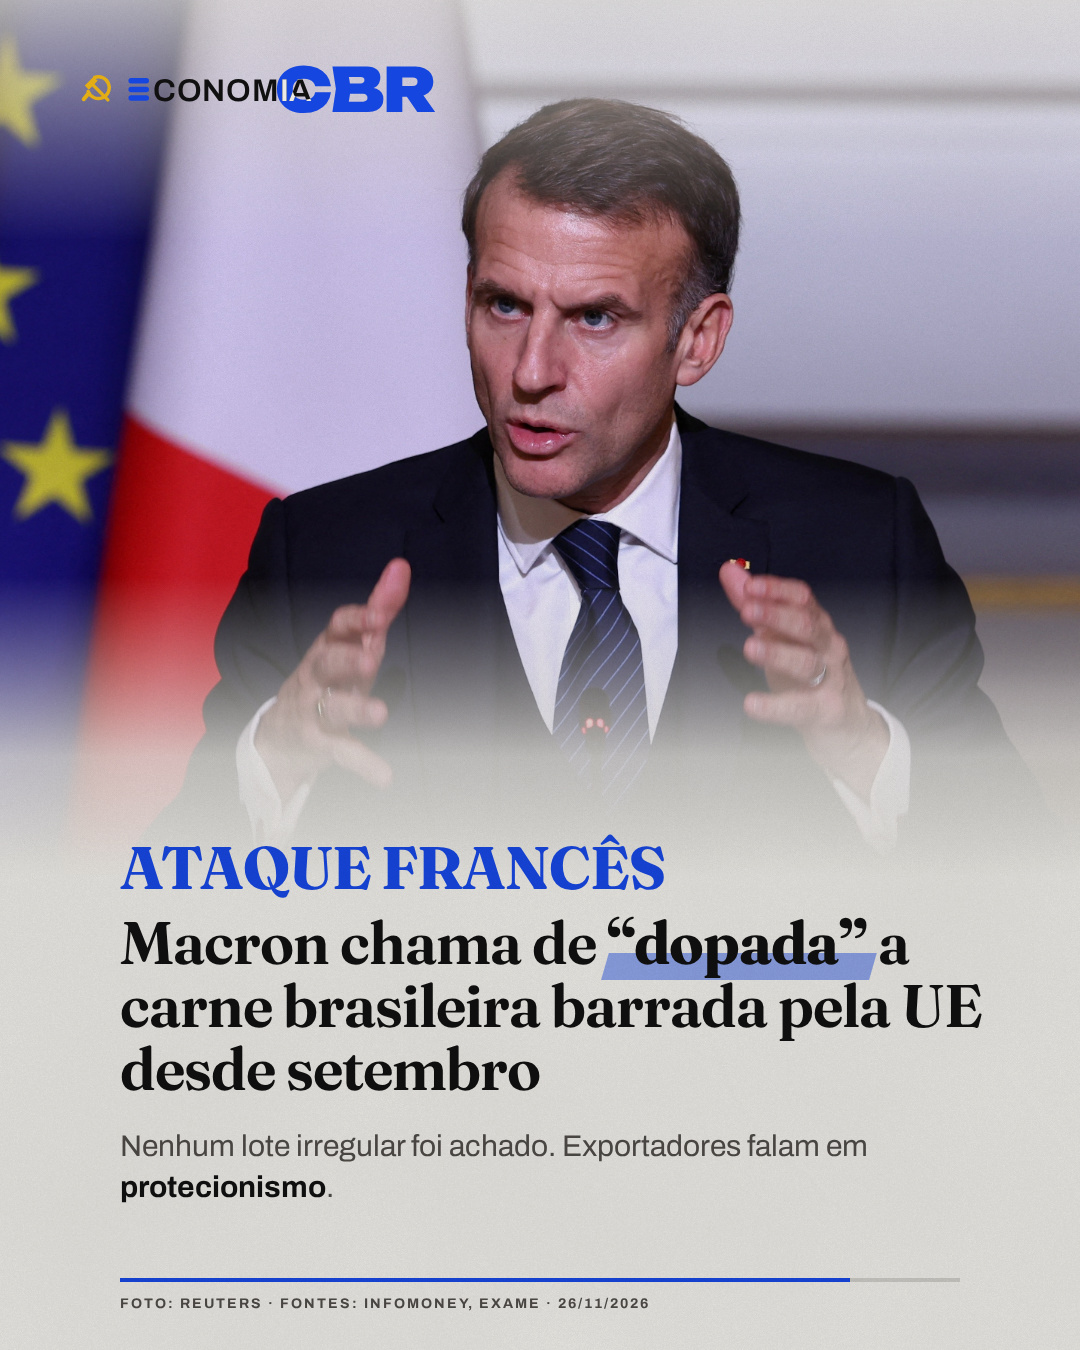 ECONOMIA CBR
ATAQUE FRANCÊS
Macron chama de “dopada” a
carne brasileira barrada pela UE
desde setembro
Nenhum lote irregular foi achado. Exportadores falam em
protecionismo.
FOTO: REUTERS · FONTES: INFOMONEY, EXAME · 26/11/2026